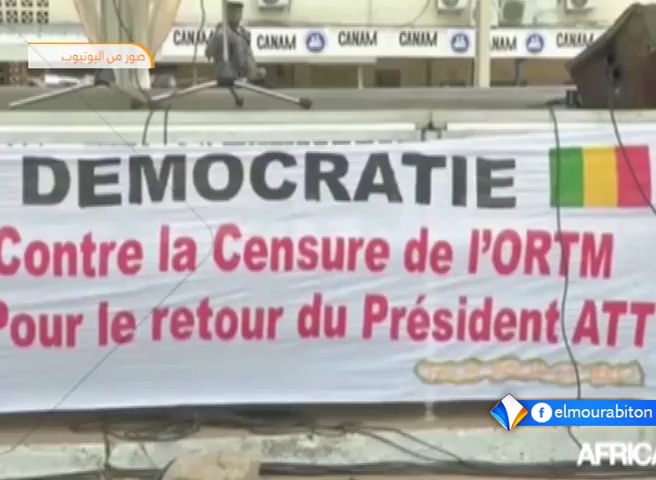 صور من اليوتيوب
CANAM CANAM CANAM CANAM CANAM
DEMOCRATIE
Contre la Censure de l'ORTM
Pour le retour du Président ATT
elmourabiton
AFRICA